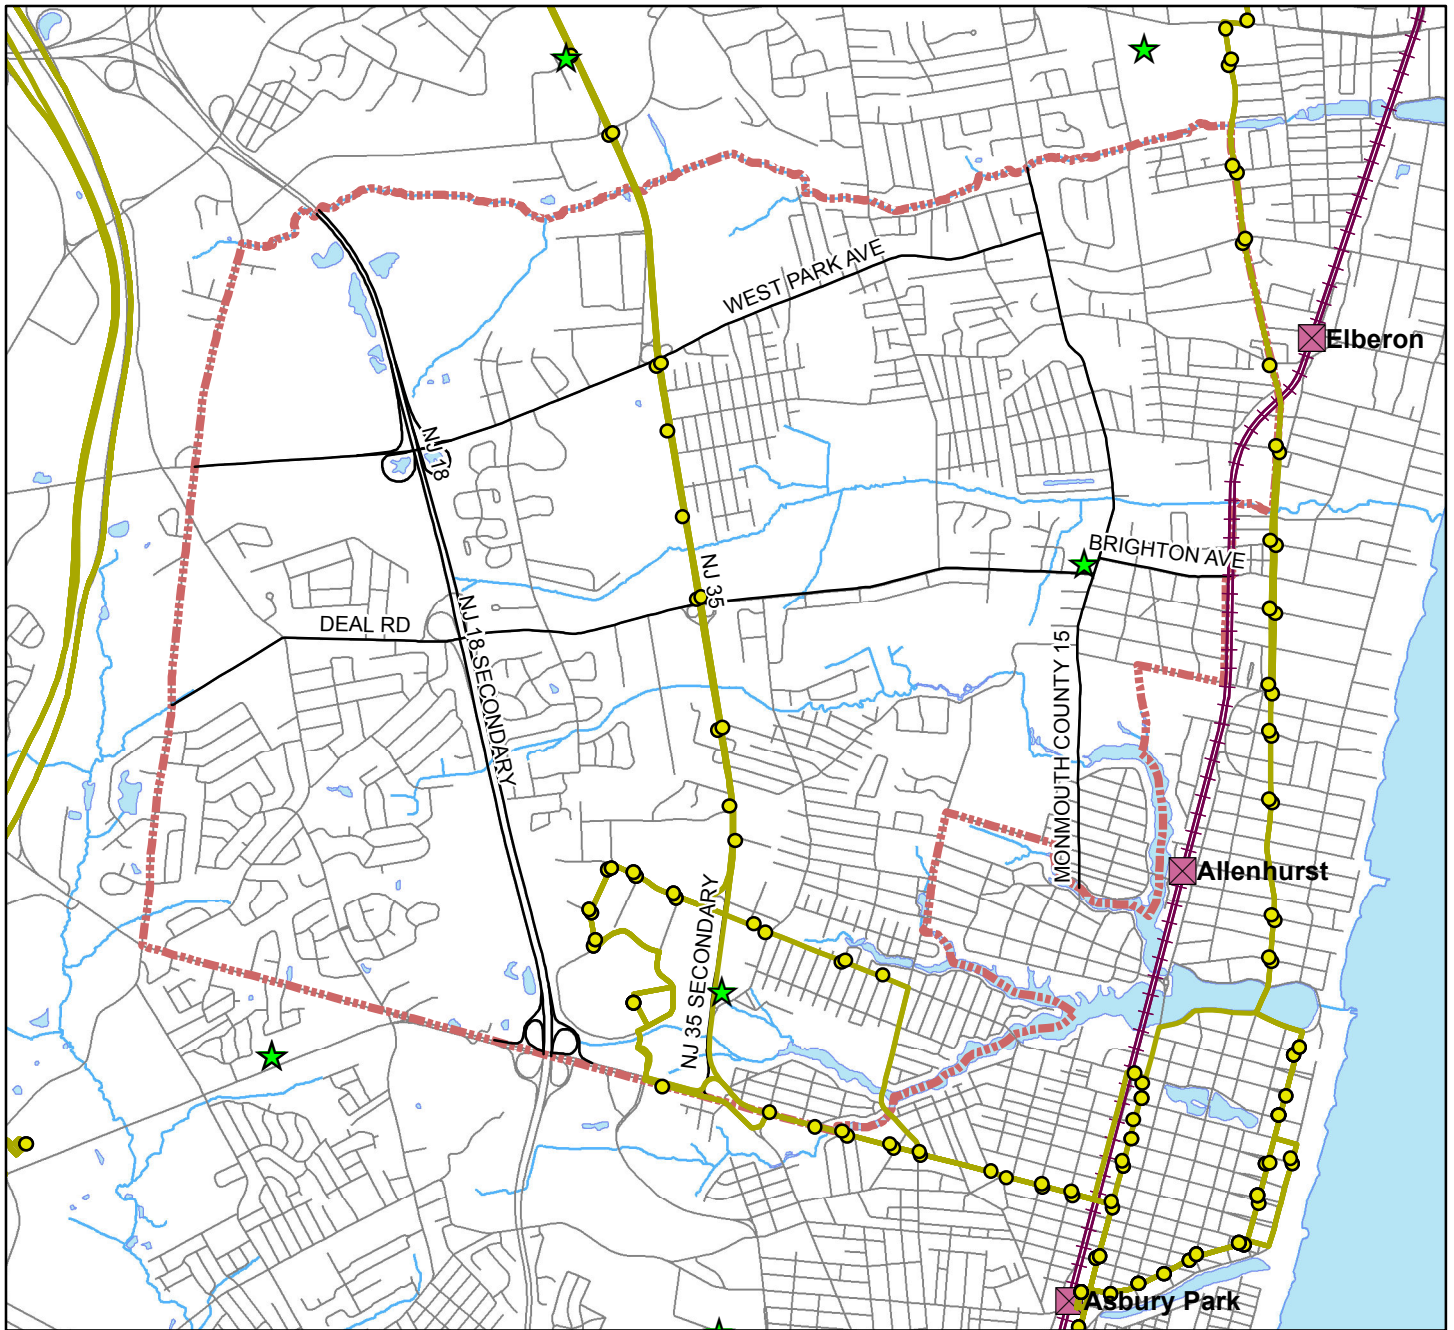 WEST PARK AVE
Elberon
NJ 18
BRIGHTON AVE
NJ 35
DEAL RD
NJ 18 SECONDARY
MONMOUTH COUNTY 15
Allenhurst
NJ 35 SECONDARY
Asbury Park